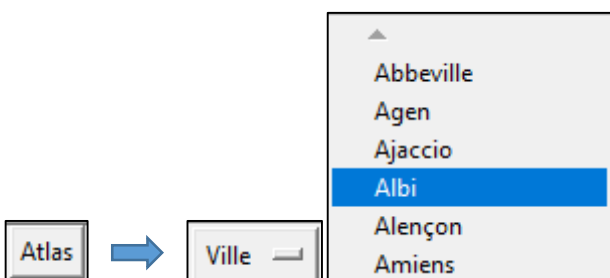 Abbeville
Agen
Ajaccio
Albi
Alençon
Amiens
Atlas
Ville